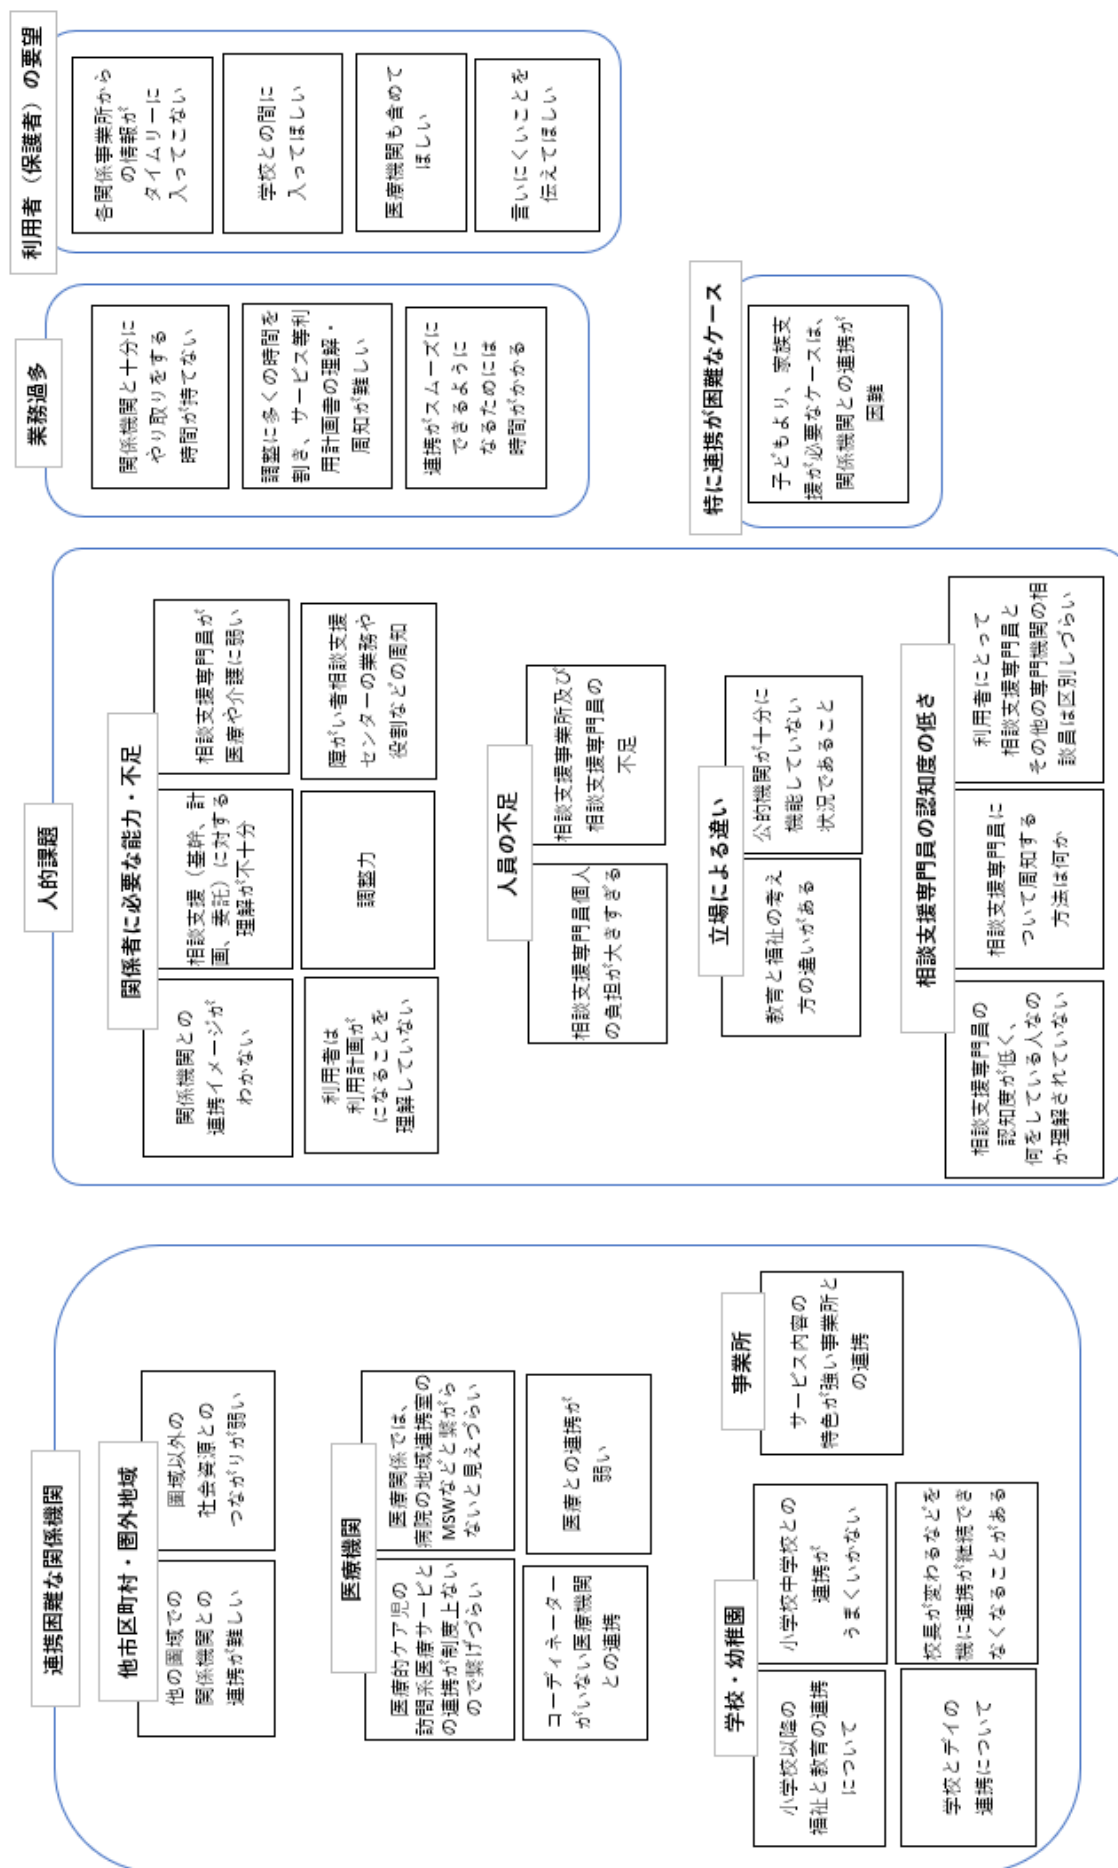 連携困難な関係機関
他市区町村・圏外地域
他の圏域での
関係機関との
連携が難しい
圏域以外の
社会資源との
つながりが弱い
医療機関
医療的ケア児の
訪問系医療サービスと
の連携が制度上ない
ので繋げづらい
医療関係では、
病院の地域連携室の
MSWなどと繋がら
ないと見えづらい
コーディネーター
がいない医療機関
との連携
医療との連携が
弱い
学校・幼稚園
小学校以降の
福祉と教育の連携
について
小学校中学校との
連携が
うまくいかない
学校とデイの
連携について
校長が変わるなどを
機に連携が継続でき
なくなることがある
事業所
サービス内容の
特色が強い事業所と
の連携
人的課題
関係者に必要な能力・不足
関係機関との
連携イメージが
わかない
相談支援（基幹、計
画、委託）に対する
理解が不十分
相談支援専門員が
医療や介護に弱い
利用者は
利用計画が
になることを
理解していない
調整力
障がい者相談支援
センターの業務や
役割などの周知
人員の不足
相談支援専門員個人
の負担が大きすぎる
相談支援事業所及び
相談支援専門員の
不足
立場による違い
教育と福祉の考え
方の違いがある
公的機関が十分に
機能していない
状況であること
相談支援専門員の認知度の低さ
相談支援専門員の
認知度が低く、
何をしている人なの
か理解されていない
相談支援専門員に
ついて周知する
方法は何か
利用者にとって
相談支援専門員と
その他の専門機関の相
談員は区別しづらい
業務過多
関係機関と十分に
やり取りをする
時間が持てない
調整に多くの時間を
割き、サービス等利
用計画書の理解・
周知が難しい
連携がスムーズに
できるように
なるためには
時間がかかる
利用者（保護者）の要望
各関係事業所から
の情報が
タイムリーに
入ってこない
学校との間に
入ってほしい
医療機関も含めて
ほしい
言いにくいことを
伝えてほしい
特に連携が困難なケース
子どもより、家族支
援が必要なケースは、
関係機関との連携が
困難